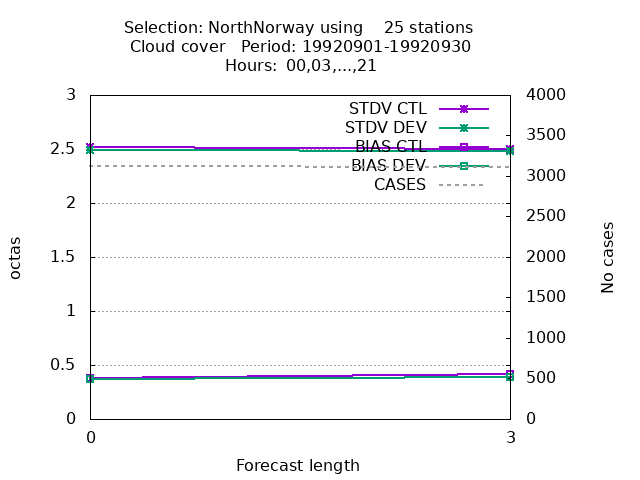 Selection: NorthNorway using    25 stations
Cloud cover   Period: 19920901-19920930
Hours: 00,03,...,21
3
2.5
2
1.5
1
0.5
0
4000
3500
3000
2500
2000
1500
1000
500
0
STDV CTL
STDV DEV
BIAS CTL
BIAS DEV
CASES
octas
No cases
0
3
Forecast length